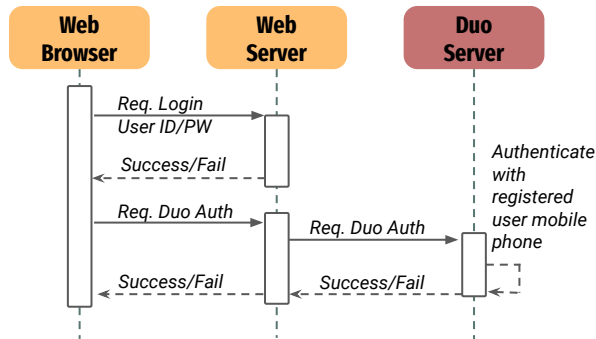 Web
Browser
Web
Server
Duo
Server
Req. Login
User ID/PW
Success/Fail
Req. Duo Auth
Req. Duo Auth
Authenticate
with
registered
user mobile
phone
Success/Fail
Success/Fail